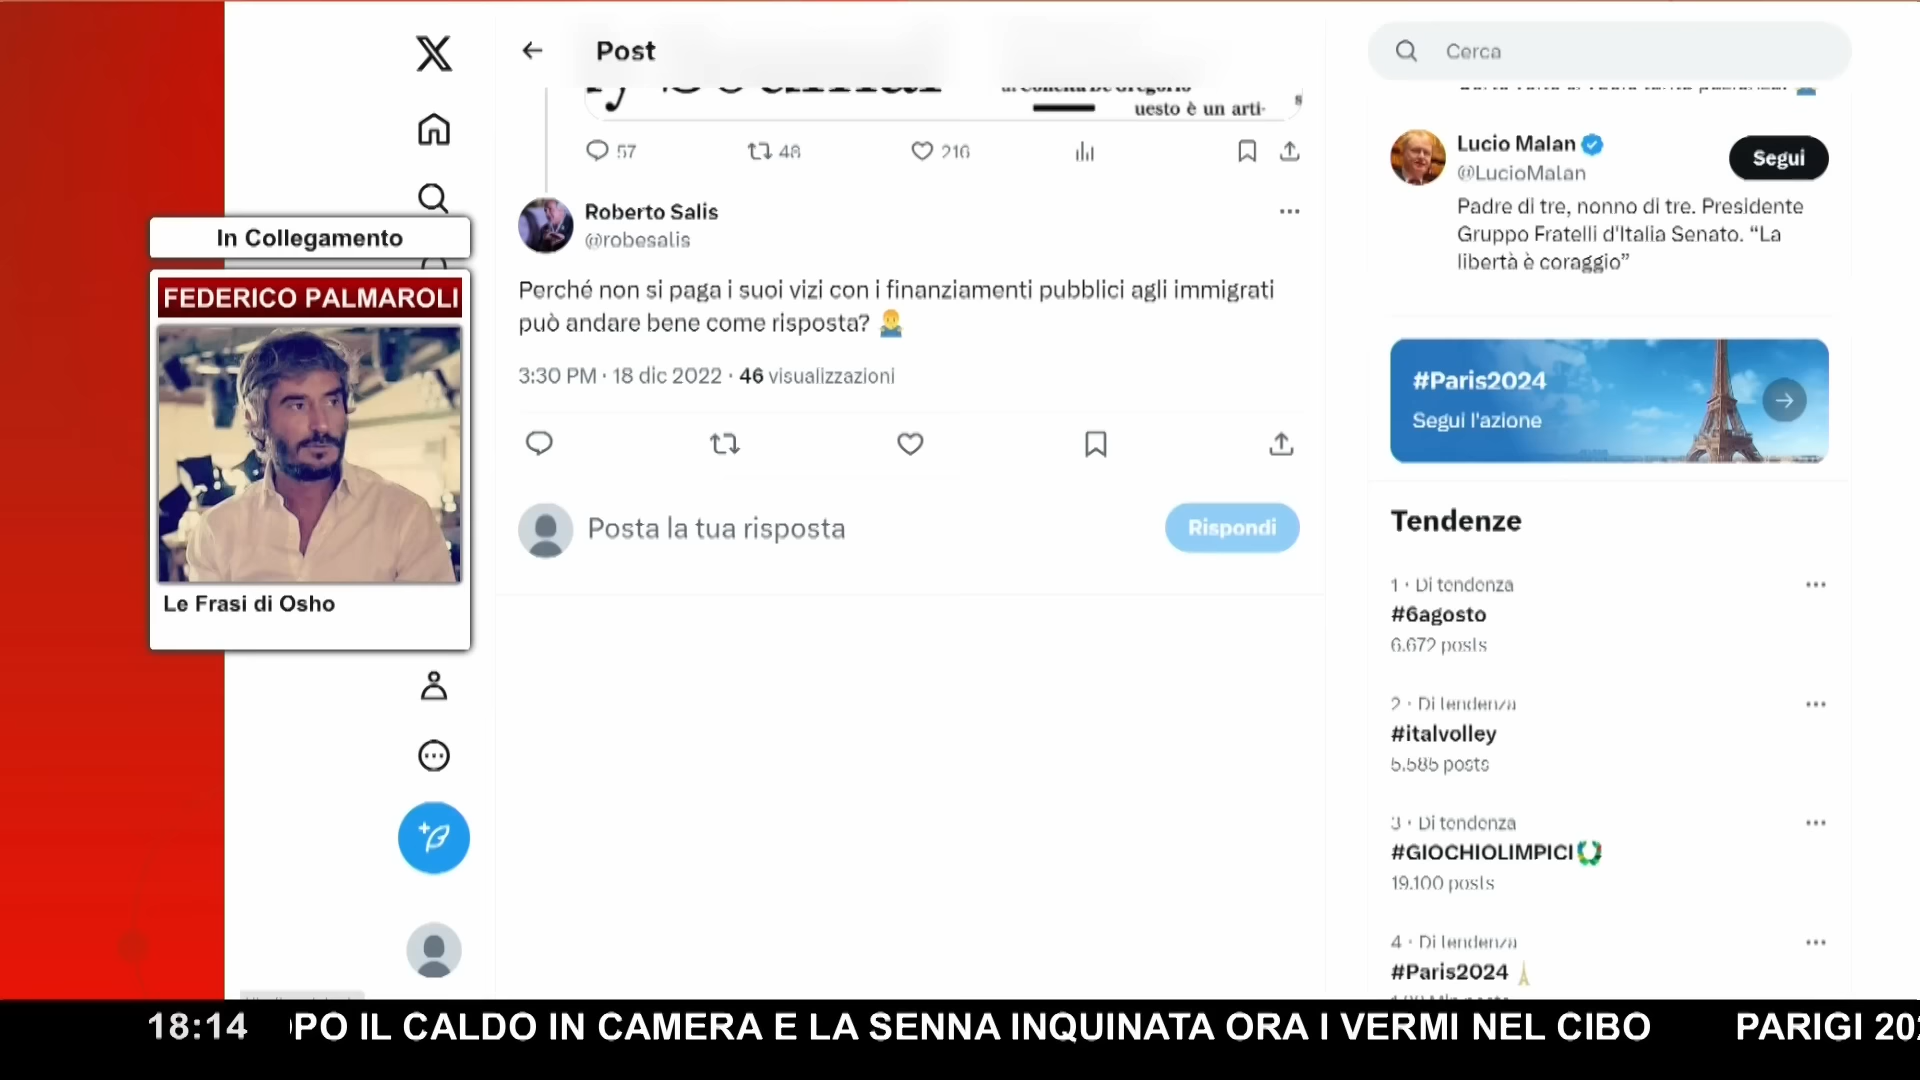 Post
Cerca
di Concita De Gregorio
uesto è un arti-
57
48
216
Roberto Salis
@robesalis
Perché non si paga i suoi vizi con i finanziamenti pubblici agli immigrati
può andare bene come risposta? 🤷‍♂️
3:30 PM · 18 dic 2022 · 46 visualizzazioni
Posta la tua risposta
Rispondi
In Collegamento
FEDERICO PALMAROLI
Le Frasi di Osho
Lucio Malan
@LucioMalan
Segui
Padre di tre, nonno di tre. Presidente
Gruppo Fratelli d'Italia Senato. “La
libertà è coraggio”
#Paris2024
Segui l'azione
Tendenze
1 · Di tendenza
#6agosto
6.672 posts
2 · Di tendenza
#italvolley
5.585 posts
3 · Di tendenza
#GIOCHIOLIMPICI
19.100 posts
4 · Di tendenza
#Paris2024
18:14
PO IL CALDO IN CAMERA E LA SENNA INQUINATA ORA I VERMI NEL CIBO
PARIGI 202